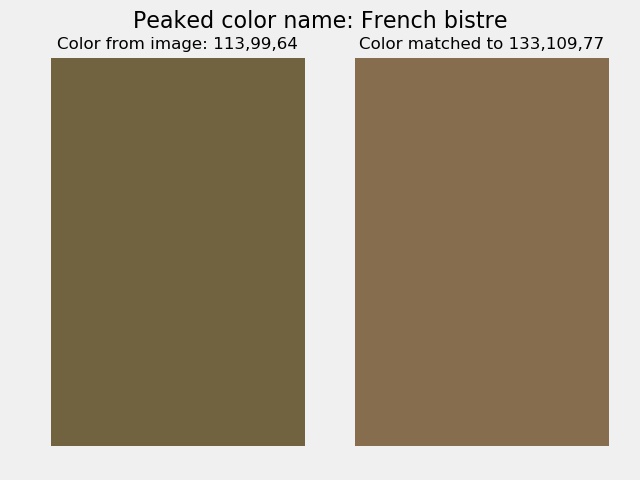 Peaked color name: French bistre
Color from image: 113,99,64
Color matched to 133,109,77